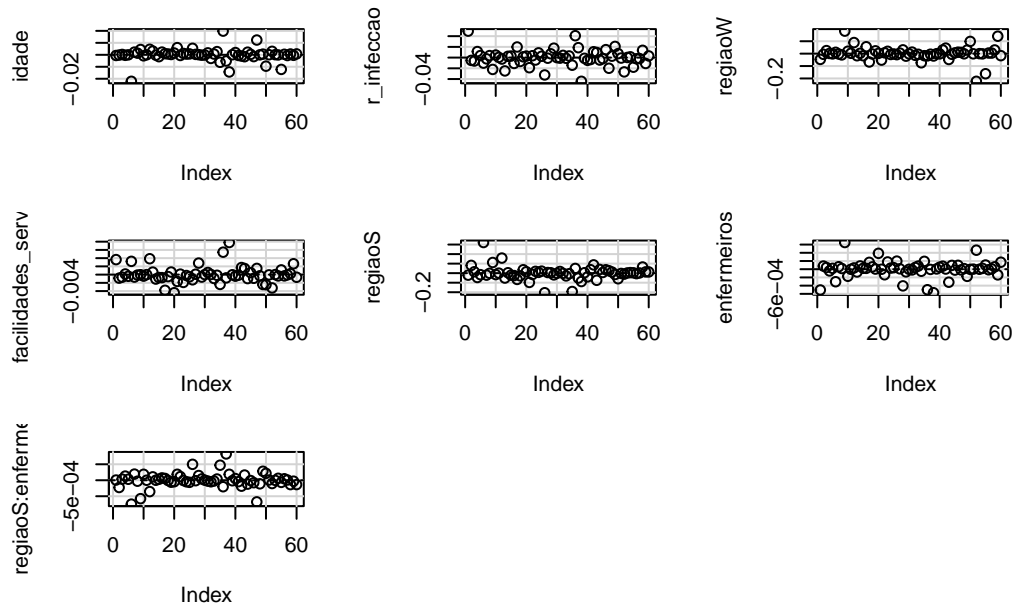 idade
−0.02
0 20 40 60
Index
r_infeccao
−0.04
0 20 40 60
Index
regiaoW
−0.2
0 20 40 60
Index
facilidades_serv
−0.004
0 20 40 60
Index
regiaoS
−0.2
0 20 40 60
Index
enfermeiros
−6e−04
0 20 40 60
Index
regiaoS:enferme
−5e−04
0 20 40 60
Index